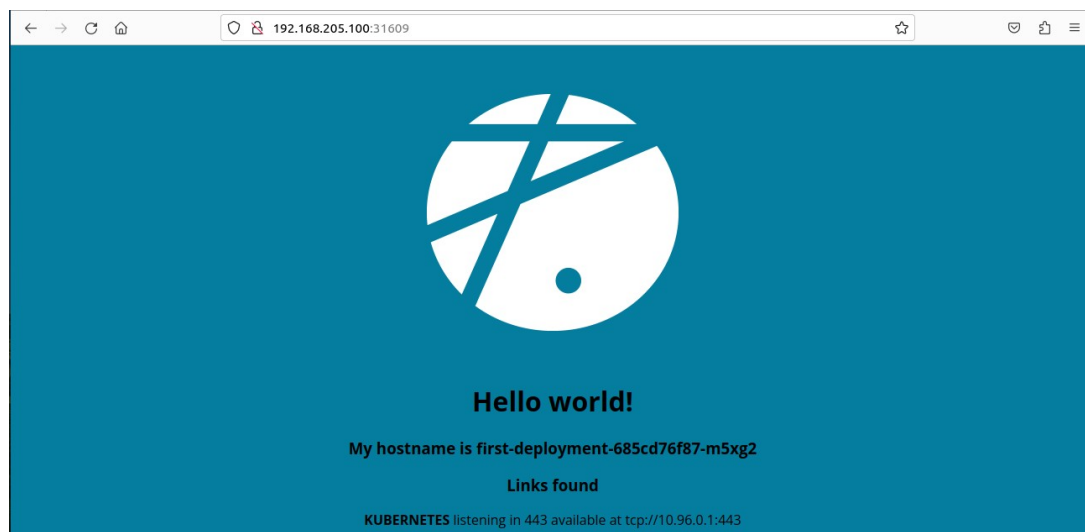 192.168.205.100:31609
Hello world!
My hostname is first-deployment-685cd76f87-m5xg2
Links found
KUBERNETES listening in 443 available at tcp://10.96.0.1:443